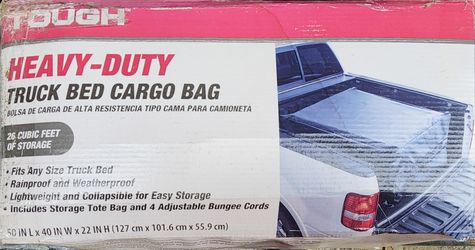 TOUGH
HEAVY-DUTY
TRUCK BED CARGO BAG
BOLSA DE CARGA DE ALTA RESISTENCIA TIPO CAMA PARA CAMIONETA
26 CUBIC FEET
OF STORAGE
• Fits Any Size Truck Bed
• Rainproof and Weatherproof
• Lightweight and Collapsible for Easy Storage
• Includes Storage Tote Bag and 4 Adjustable Bungee Cords
50 IN L x 40 IN W x 22 IN H (127 cm x 101.6 cm x 55.9 cm)